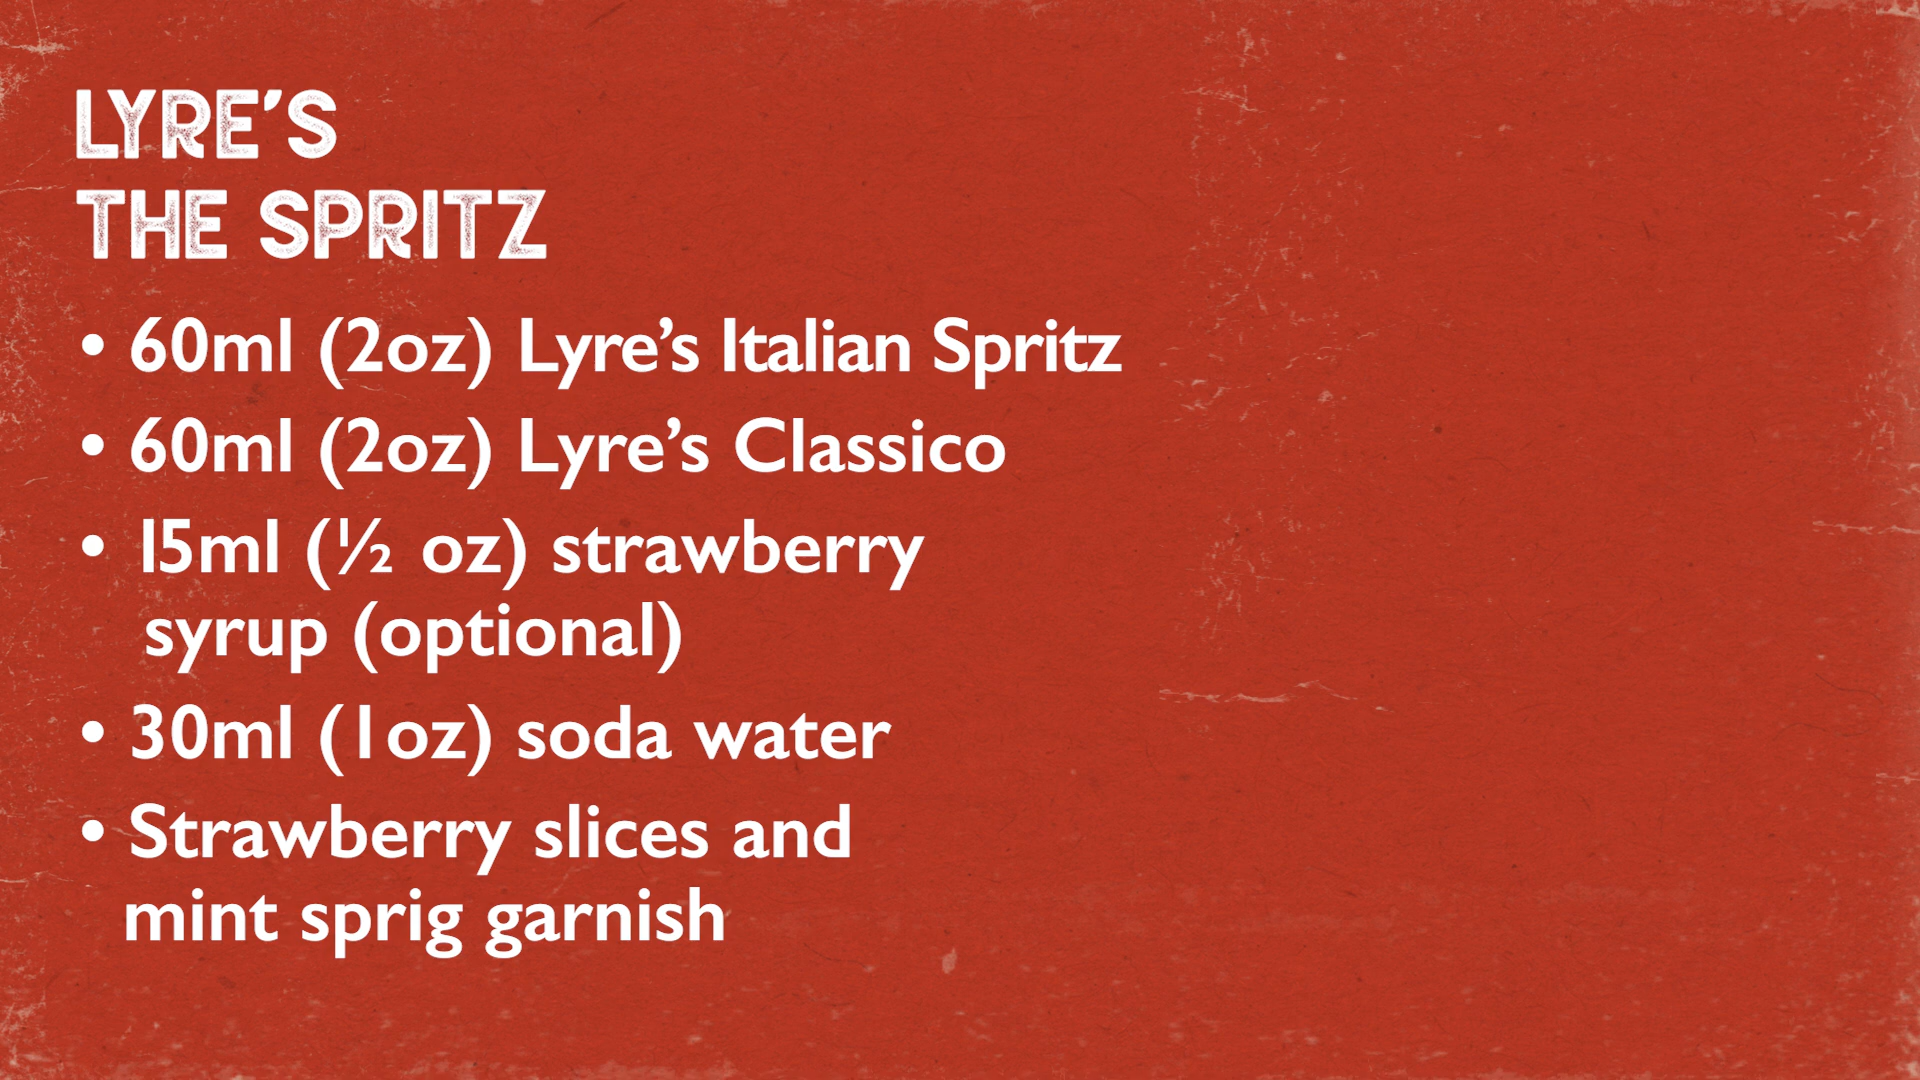 LYRE'S
THE SPRITZ
• 60ml (2oz) Lyre's Italian Spritz
• 60ml (2oz) Lyre's Classico
• 15ml (½ oz) strawberry
syrup (optional)
• 30ml (1oz) soda water
• Strawberry slices and
mint sprig garnish